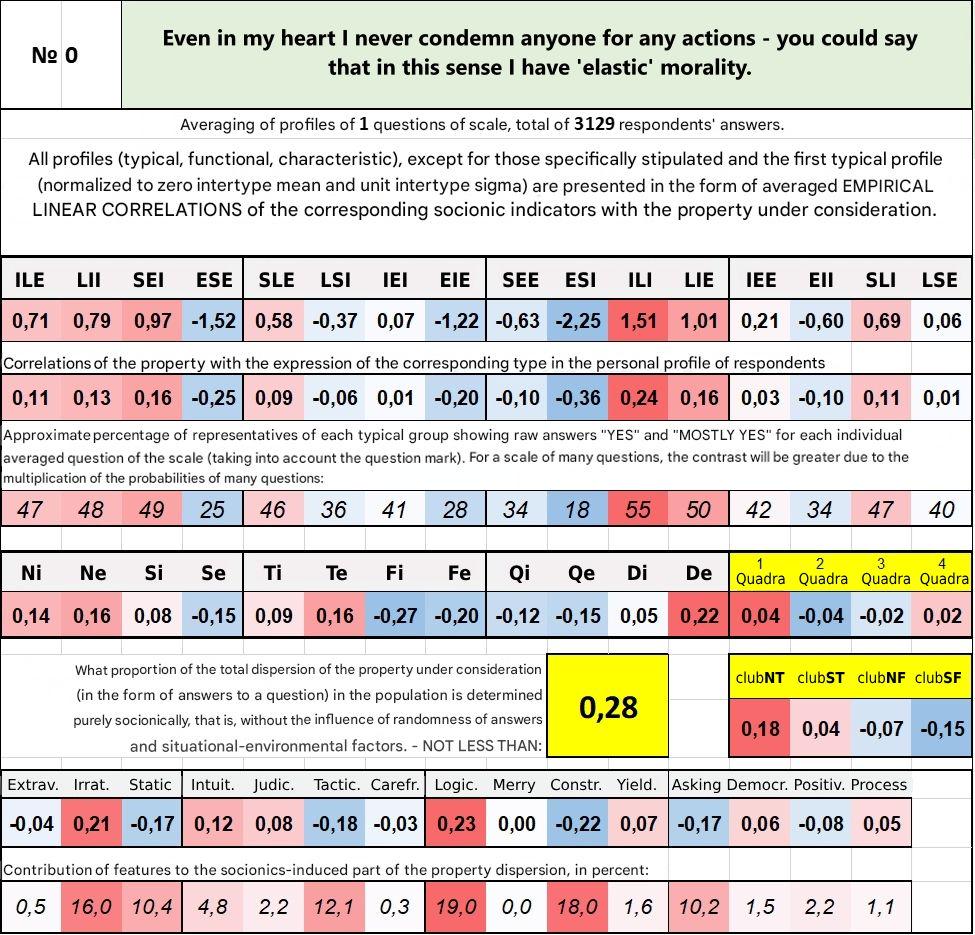 № 0
Even in my heart I never condemn anyone for any actions - you could say
that in this sense I have 'elastic' morality.
Averaging of profiles of 1 questions of scale, total of 3129 respondents' answers.
All profiles (typical, functional, characteristic), except for those specifically stipulated and the first typical profile
(normalized to zero intertype mean and unit intertype sigma) are presented in the form of averaged EMPIRICAL
LINEAR CORRELATIONS of the corresponding socionic indicators with the property under consideration.
ILE LII SEI ESE SLE LSI IEI EIE SEE ESI ILI LIE IEE EII SLI LSE
0,71 0,79 0,97 -1,52 0,58 -0,37 0,07 -1,22 -0,63 -2,25 1,51 1,01 0,21 -0,60 0,69 0,06
Correlations of the property with the expression of the corresponding type in the personal profile of respondents
0,11 0,13 0,16 -0,25 0,09 -0,06 0,01 -0,20 -0,10 -0,36 0,24 0,16 0,03 -0,10 0,11 0,01
Approximate percentage of representatives of each typical group showing raw answers "YES" and "MOSTLY YES" for each individual
averaged question of the scale (taking into account the question mark). For a scale of many questions, the contrast will be greater due to the
multiplication of the probabilities of many questions:
47 48 49 25 46 36 41 28 34 18 55 50 42 34 47 40
Ni Ne Si Se Ti Te Fi Fe Qi Qe Di De 1 Quadra 2 Quadra 3 Quadra 4 Quadra
0,14 0,16 0,08 -0,15 0,09 0,16 -0,27 -0,20 -0,12 -0,15 0,05 0,22 0,04 -0,04 -0,02 0,02
What proportion of the total dispersion of the property under consideration
(in the form of answers to a question) in the population is determined
purely socionically, that is, without the influence of randomness of answers
and situational-environmental factors. - NOT LESS THAN:
0,28
clubNT clubST clubNF clubSF
0,18 0,04 -0,07 -0,15
Extrav. Irrat. Static Intuit. Judic. Tactic. Carefr. Logic. Merry Constr. Yield. Asking Democr. Positiv. Process
-0,04 0,21 -0,17 0,12 0,08 -0,18 -0,03 0,23 0,00 -0,22 0,07 -0,17 0,06 -0,08 0,05
Contribution of features to the socionics-induced part of the property dispersion, in percent:
0,5 16,0 10,4 4,8 2,2 12,1 0,3 19,0 0,0 18,0 1,6 10,2 1,5 2,2 1,1